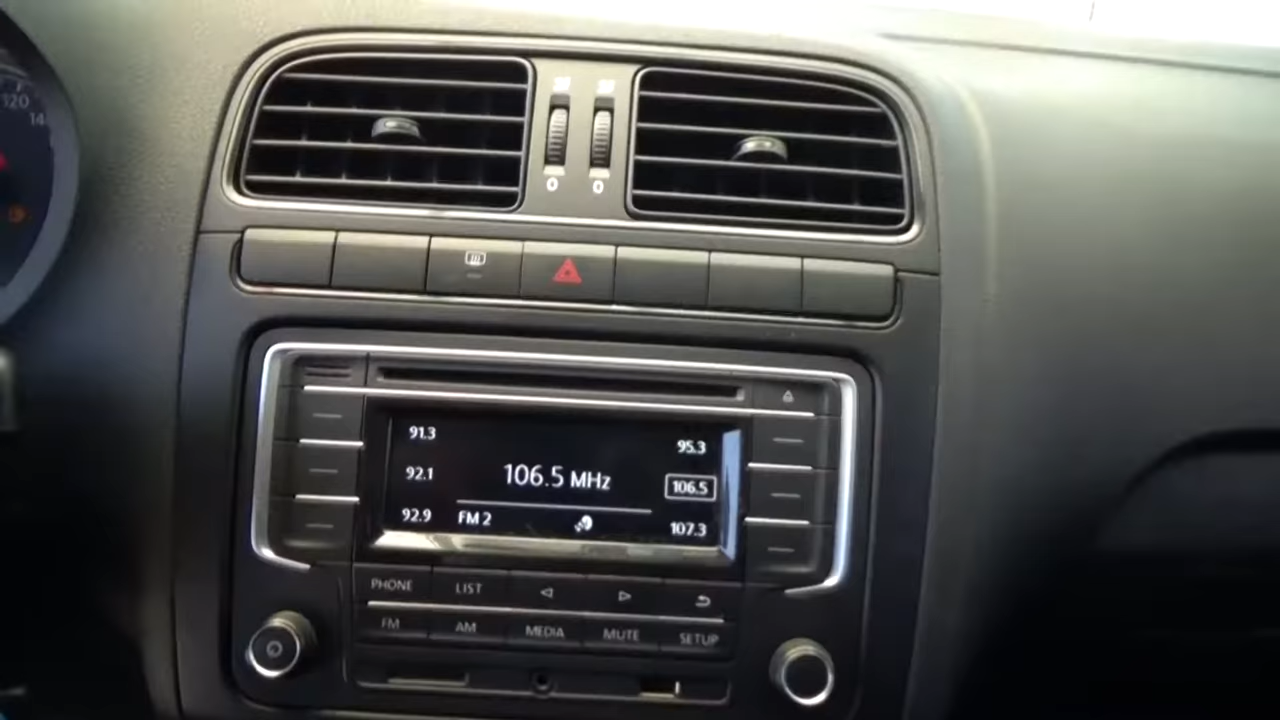 120
14
0 0
91.3
95.3
92.1
106.5 MHz
106.5
92.9
FM 2
107.3
PHONE LIST
FM AM MEDIA MUTE SETUP